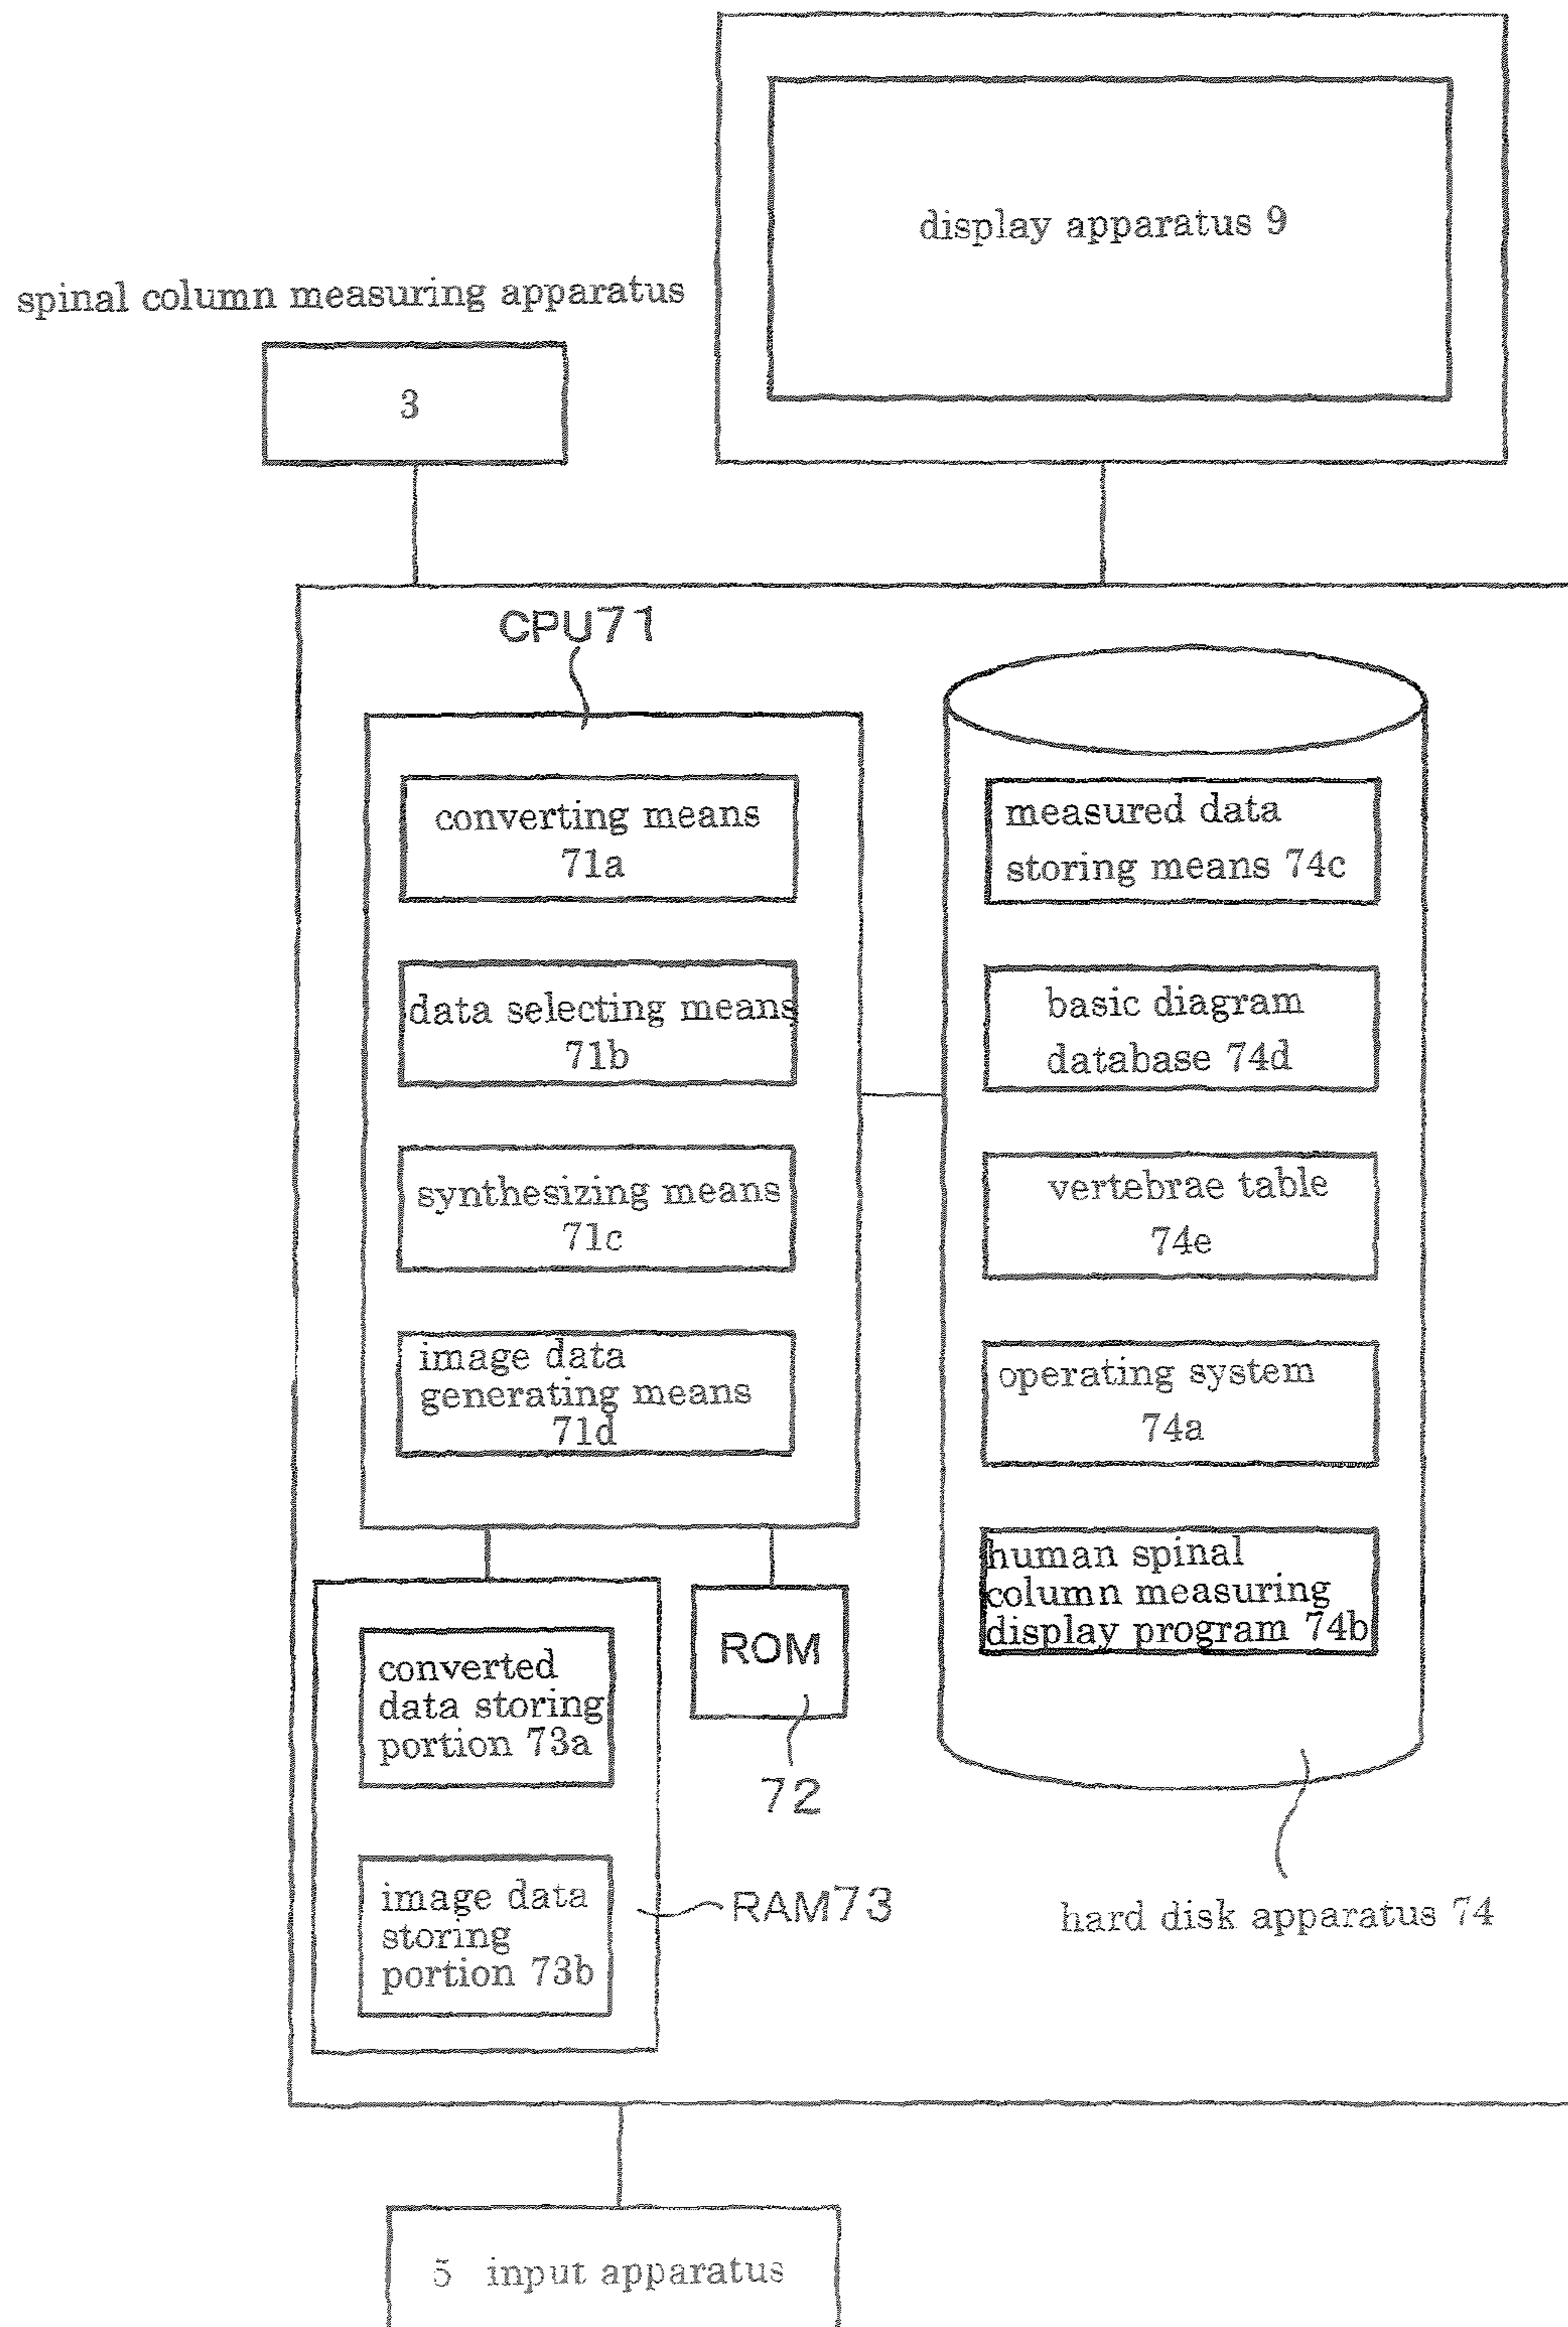 display apparatus 9
spinal column measuring apparatus
3
CPU71
converting means
71a
data selecting means
71b
synthesizing means
71c
image data
generating means
71d
measured data
storing means 74c
basic diagram
database 74d
vertebrae table
74e
operating system
74a
human spinal
column measuring
display program 74b
converted
data storing
portion 73a
ROM
72
image data
storing
portion 73b
RAM73
hard disk apparatus 74
5 input apparatus